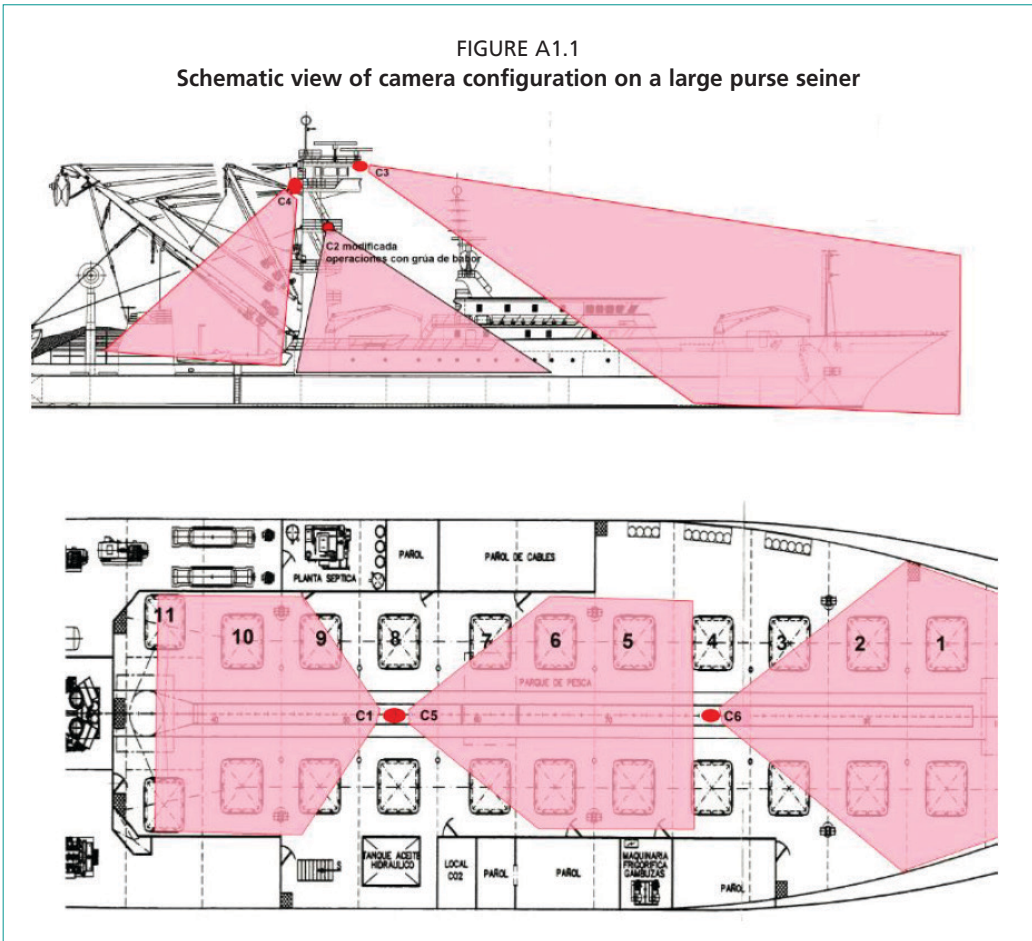 FIGURE A1.1
Schematic view of camera configuration on a large purse seiner
C3
C4
C2 modificada
operaciones con grúa de babor
PLANTA SEPTICA
PAÑOL
PAÑOL DE CABLES
11
10
9
8
7
6
5
4
3
2
1
PARQUE DE PESCA
C1
C5
C6
TANQUE ACEITE
HIDRAULICO
LOCAL
CO2
PAÑOL
PAÑOL
MAQUINARIA
FRIGORIFICA
GAMBUZAS
PAÑOL
S